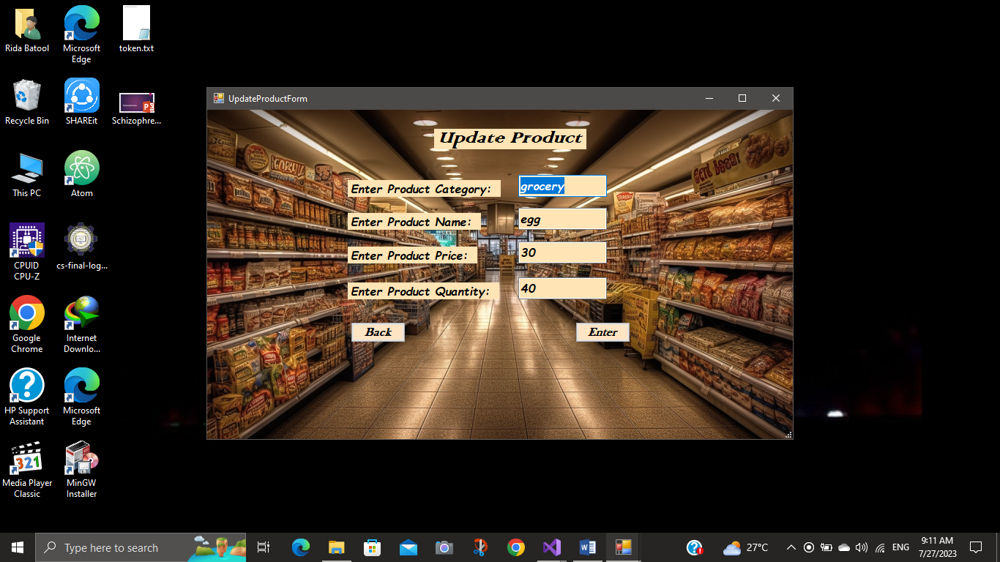 Rida Batool
Microsoft
Edge
token.txt
Recycle Bin
SHAREit
Schizophre...
This PC
Atom
CPUID
CPU-Z
cs-final-log...
Google
Chrome
Internet
Downlo...
HP Support
Assistant
Microsoft
Edge
321
Media Player
Classic
MinGW
Installer
UpdateProductForm
Update Product
Enter Product Category:
grocery
Enter Product Name:
egg
Enter Product Price:
30
Enter Product Quantity:
40
Back
Enter
Type here to search
27°C
ENG
9:11 AM
7/27/2023